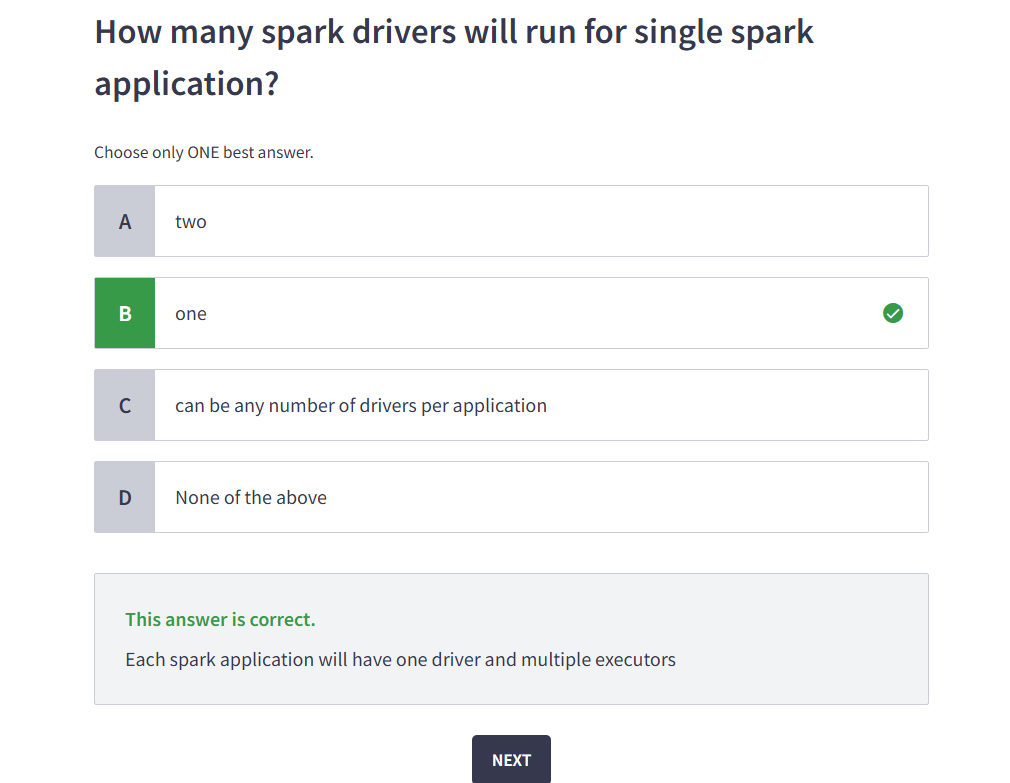 How many spark drivers will run for single spark
application?
Choose only ONE best answer.
A two
B one
C can be any number of drivers per application
D None of the above
This answer is correct.
Each spark application will have one driver and multiple executors
NEXT